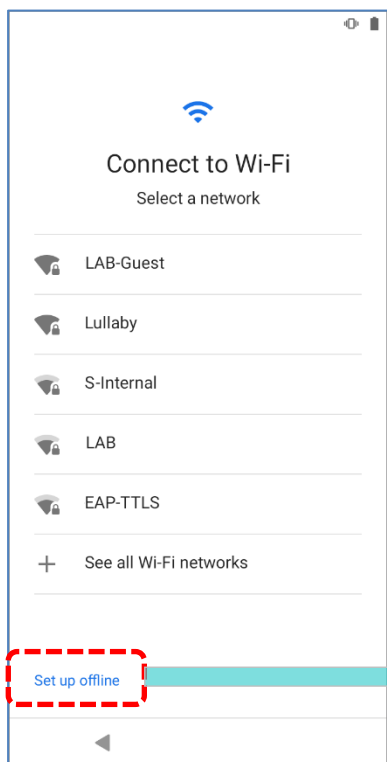 Connect to Wi-Fi
Select a network
LAB-Guest
Lullaby
S-Internal
LAB
EAP-TTLS
See all Wi-Fi networks
Set up offline